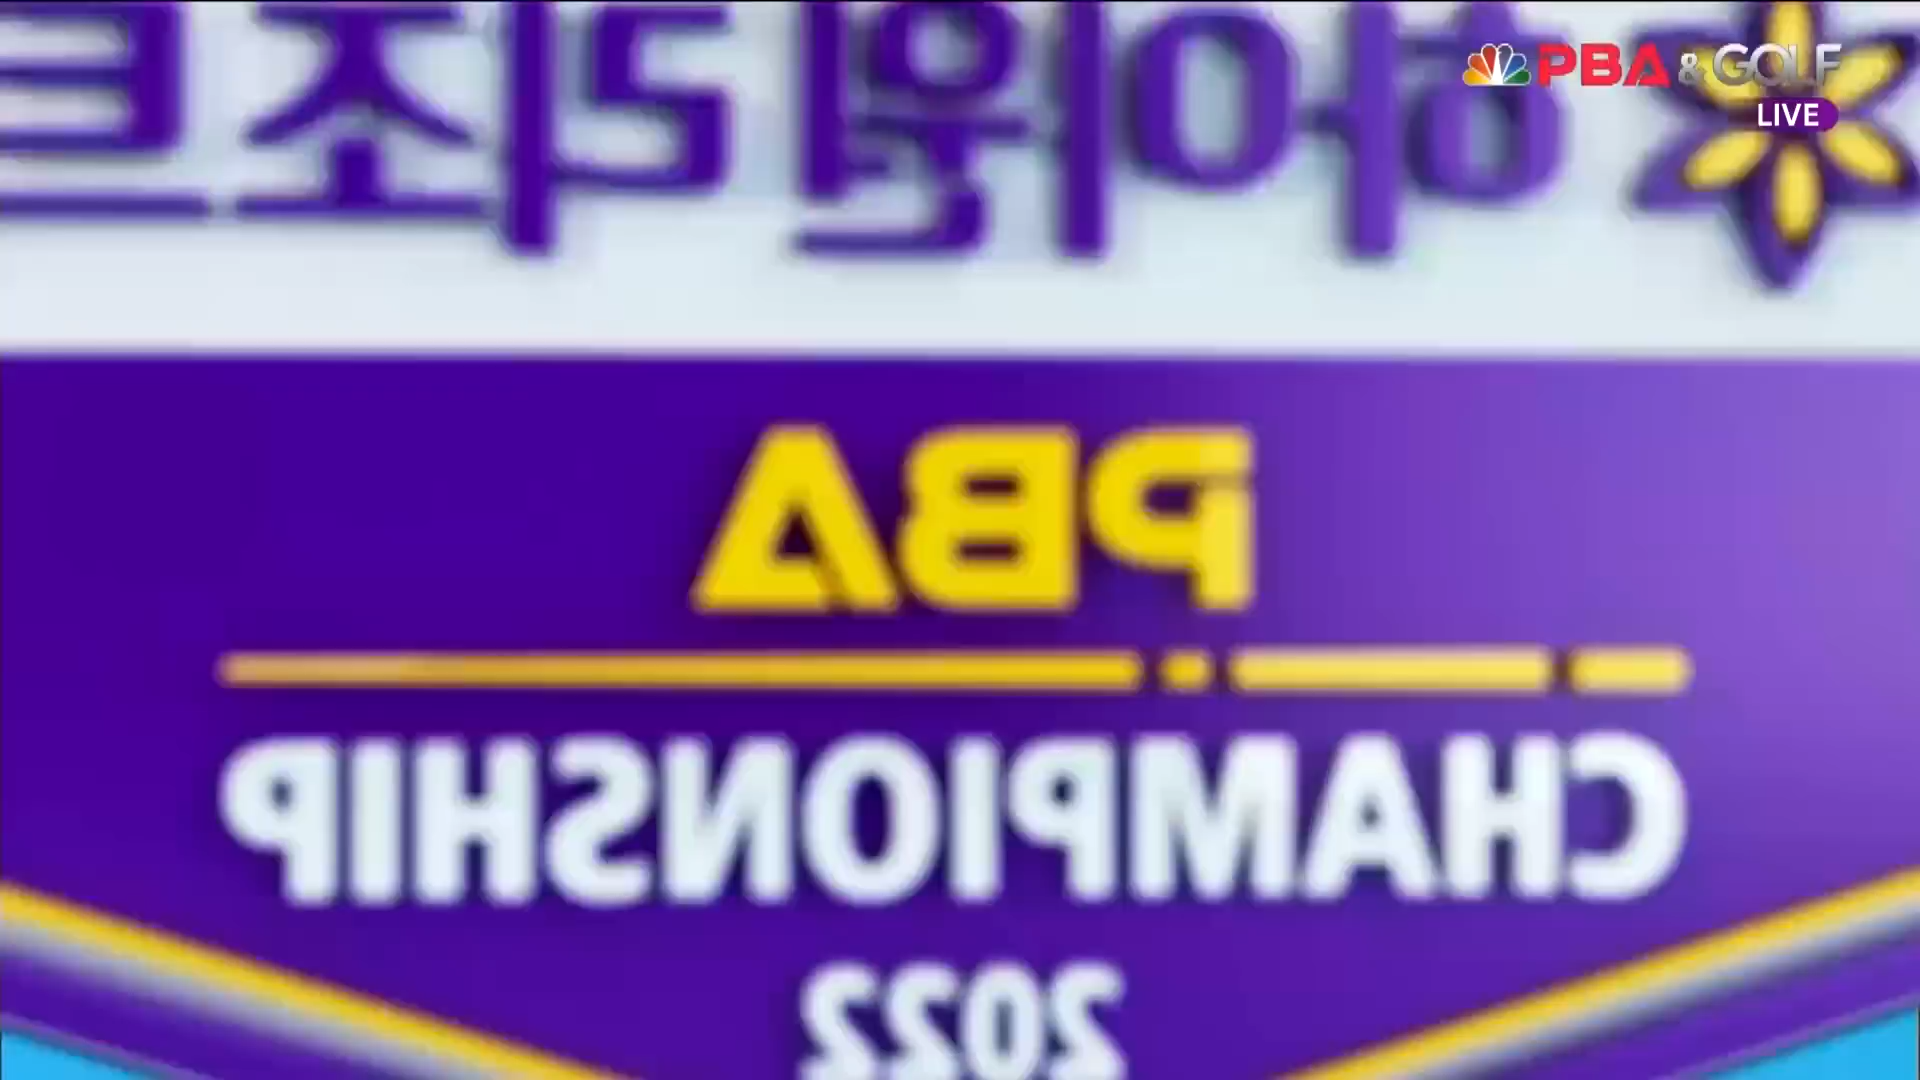 하이원리조트
PBA & GOLF
LIVE
PBA
CHAMPIONSHIP
2022